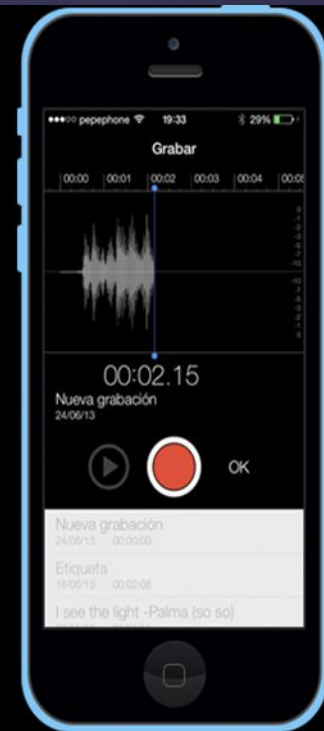 pepephone 19:33 29%
Grabar
00:00 00:01 00:02 00:03 00:04 00:05
00:02.15
Nueva grabación
24/06/13
OK
Nueva grabación
24/06/13 00:00:00
Etiqueta
16/05/13 00:02:08
I see the light -Palma (so so)